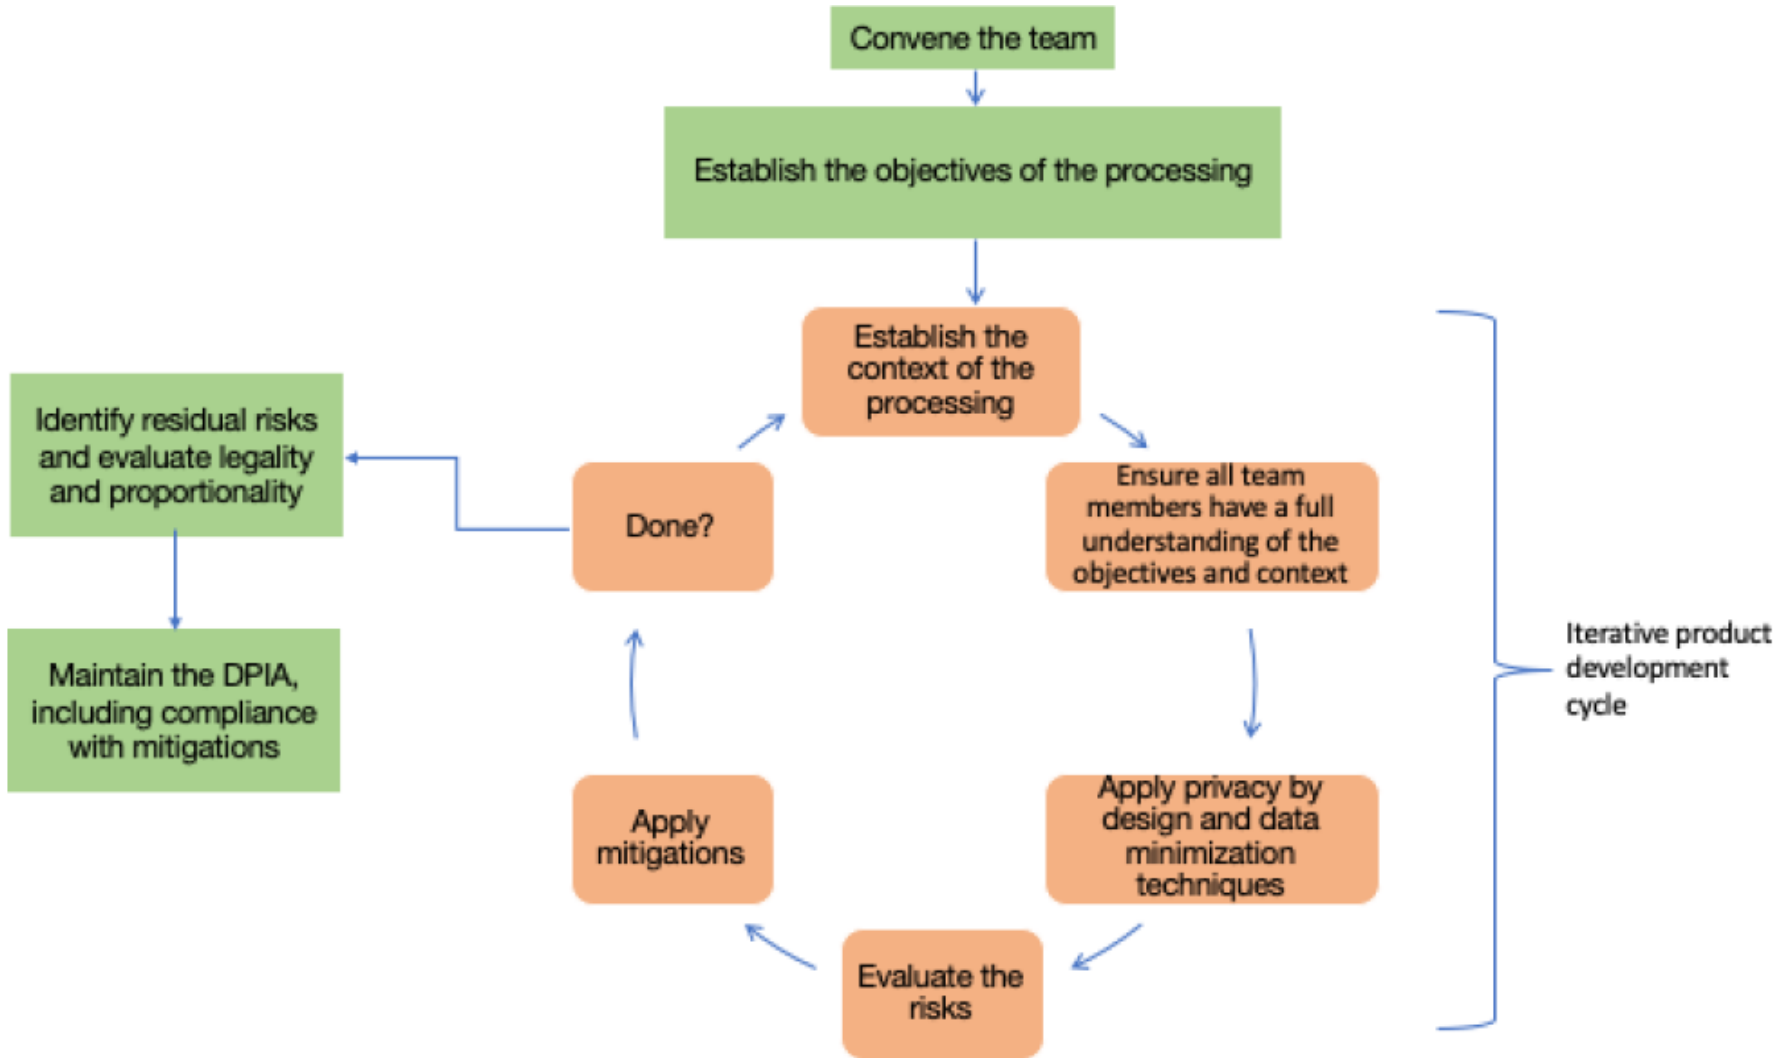 Convene the team
Establish the objectives of the processing
Establish the
context of the
processing
Identify residual risks
and evaluate legality
and proportionality
Done?
Ensure all team
members have a full
understanding of the
objectives and context
Iterative product
development
cycle
Maintain the DPIA,
including compliance
with mitigations
Apply
mitigations
Apply privacy by
design and data
minimization
techniques
Evaluate the
risks